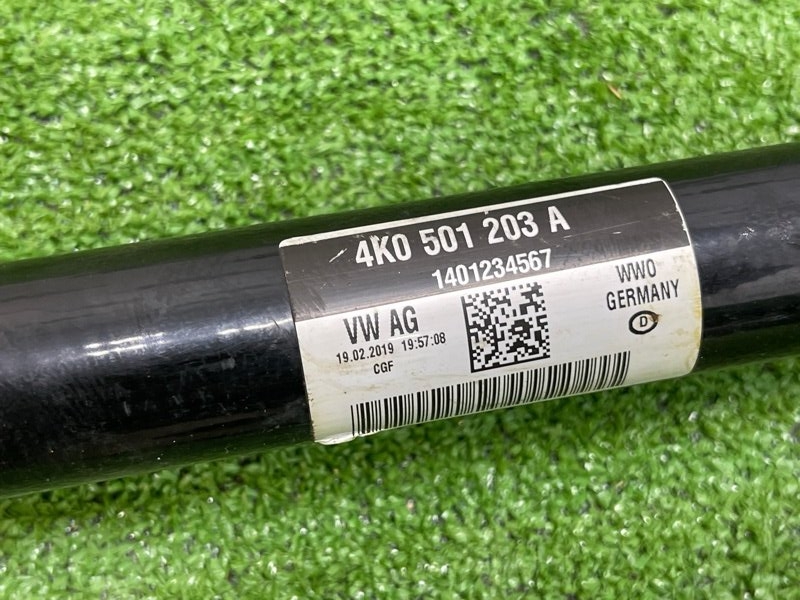 4K0 501 203 A
1401234567
VW AG
19.02.2019 19:57:08
CGF
WWO
GERMANY
D